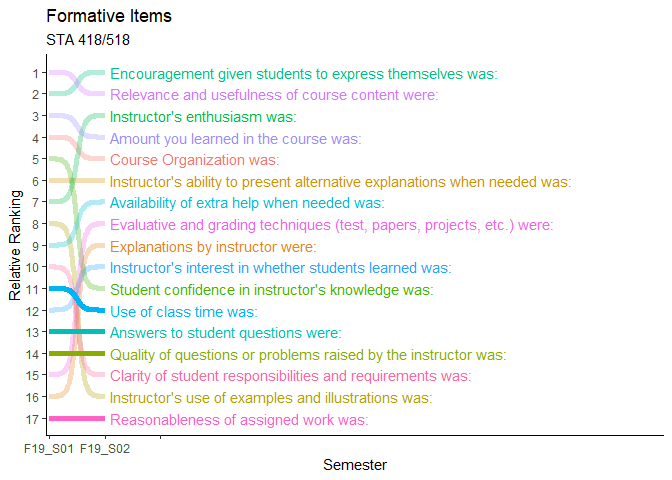 Formative Items
STA 418/518
Relative Ranking
1 Encouragement given students to express themselves was:
2 Relevance and usefulness of course content were:
3 Instructor's enthusiasm was:
4 Amount you learned in the course was:
5 Course Organization was:
6 Instructor's ability to present alternative explanations when needed was:
7 Availability of extra help when needed was:
8 Evaluative and grading techniques (test, papers, projects, etc.) were:
9 Explanations by instructor were:
10 Instructor's interest in whether students learned was:
11 Student confidence in instructor's knowledge was:
12 Use of class time was:
13 Answers to student questions were:
14 Quality of questions or problems raised by the instructor was:
15 Clarity of student responsibilities and requirements was:
16 Instructor's use of examples and illustrations was:
17 Reasonableness of assigned work was:
F19_S01 F19_S02
Semester